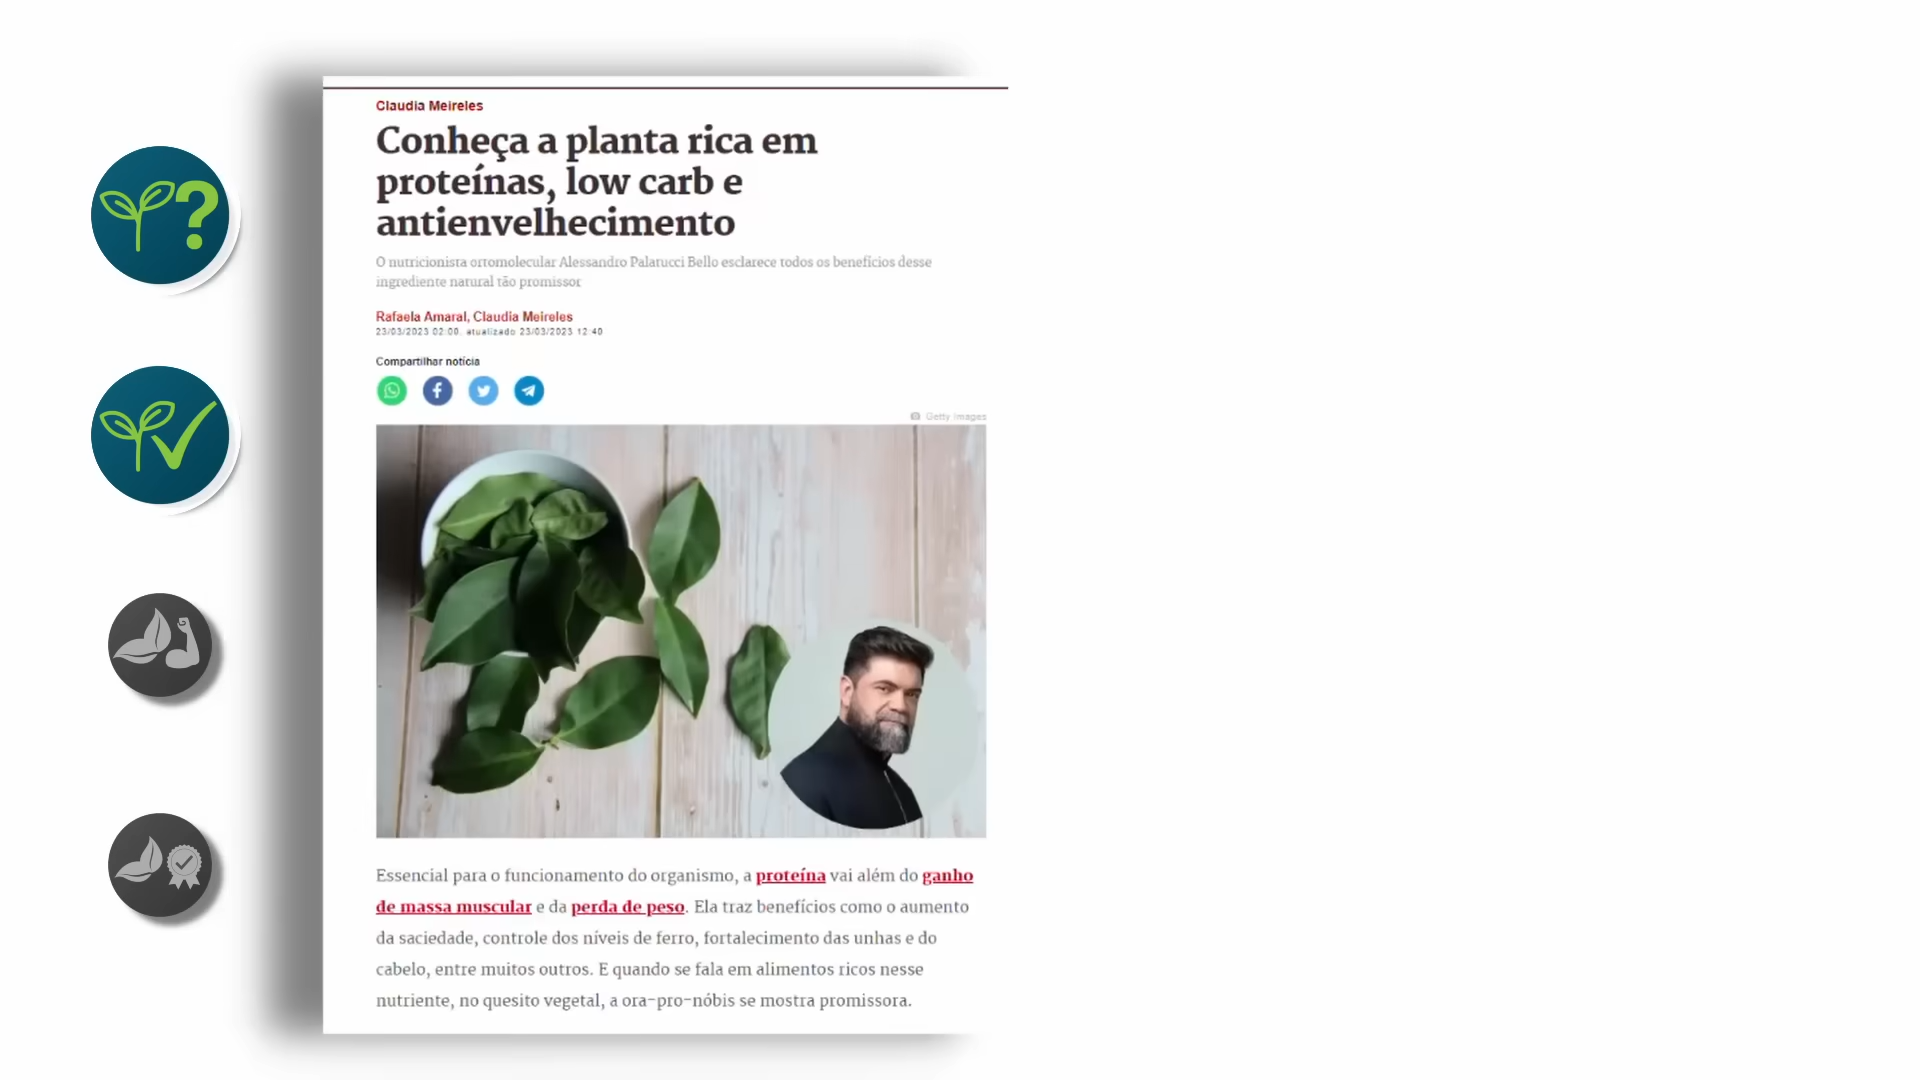 Claudia Meireles
Conheça a planta rica em
proteínas, low carb e
antienvelhecimento
O nutricionista ortomolecular Alessandro Palatucci Bello esclarece todos os benefícios desse
ingrediente natural tão promissor
Rafaela Amaral, Claudia Meireles
23/03/2023 02:00, atualizado 23/03/2023 12:40
Compartilhar notícia
Getty Images
Essencial para o funcionamento do organismo, a proteína vai além do ganho
de massa muscular e da perda de peso. Ela traz benefícios como o aumento
da saciedade, controle dos níveis de ferro, fortalecimento das unhas e do
cabelo, entre muitos outros. E quando se fala em alimentos ricos nesse
nutriente, no quesito vegetal, a ora-pro-nóbis se mostra promissora.